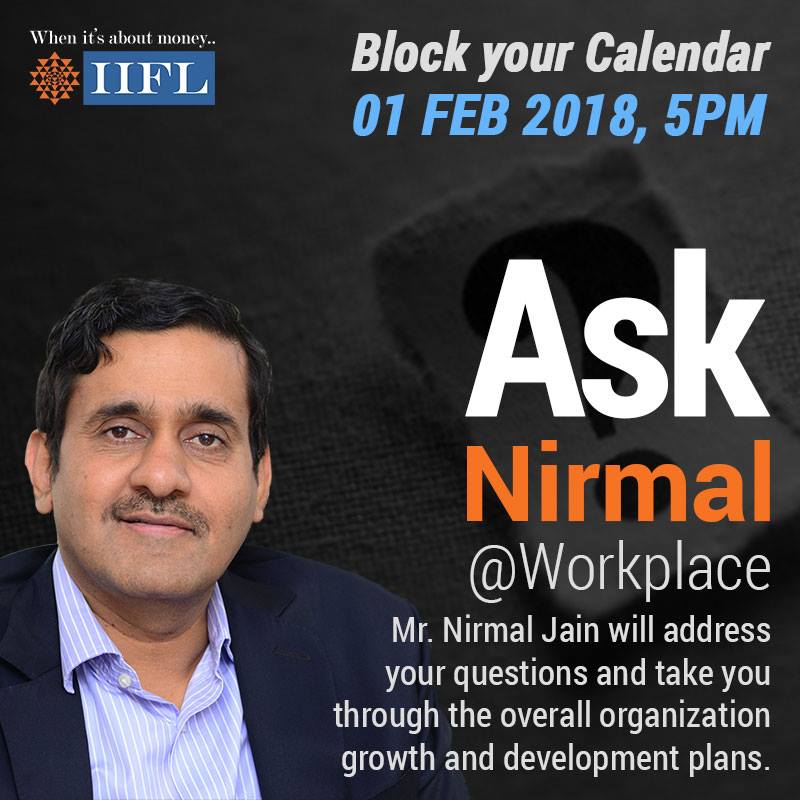 When it's about money..
IIFL
Block your Calendar
01 FEB 2018, 5PM
Ask
Nirmal
@Workplace
Mr. Nirmal Jain will address
your questions and take you
through the overall organization
growth and development plans.